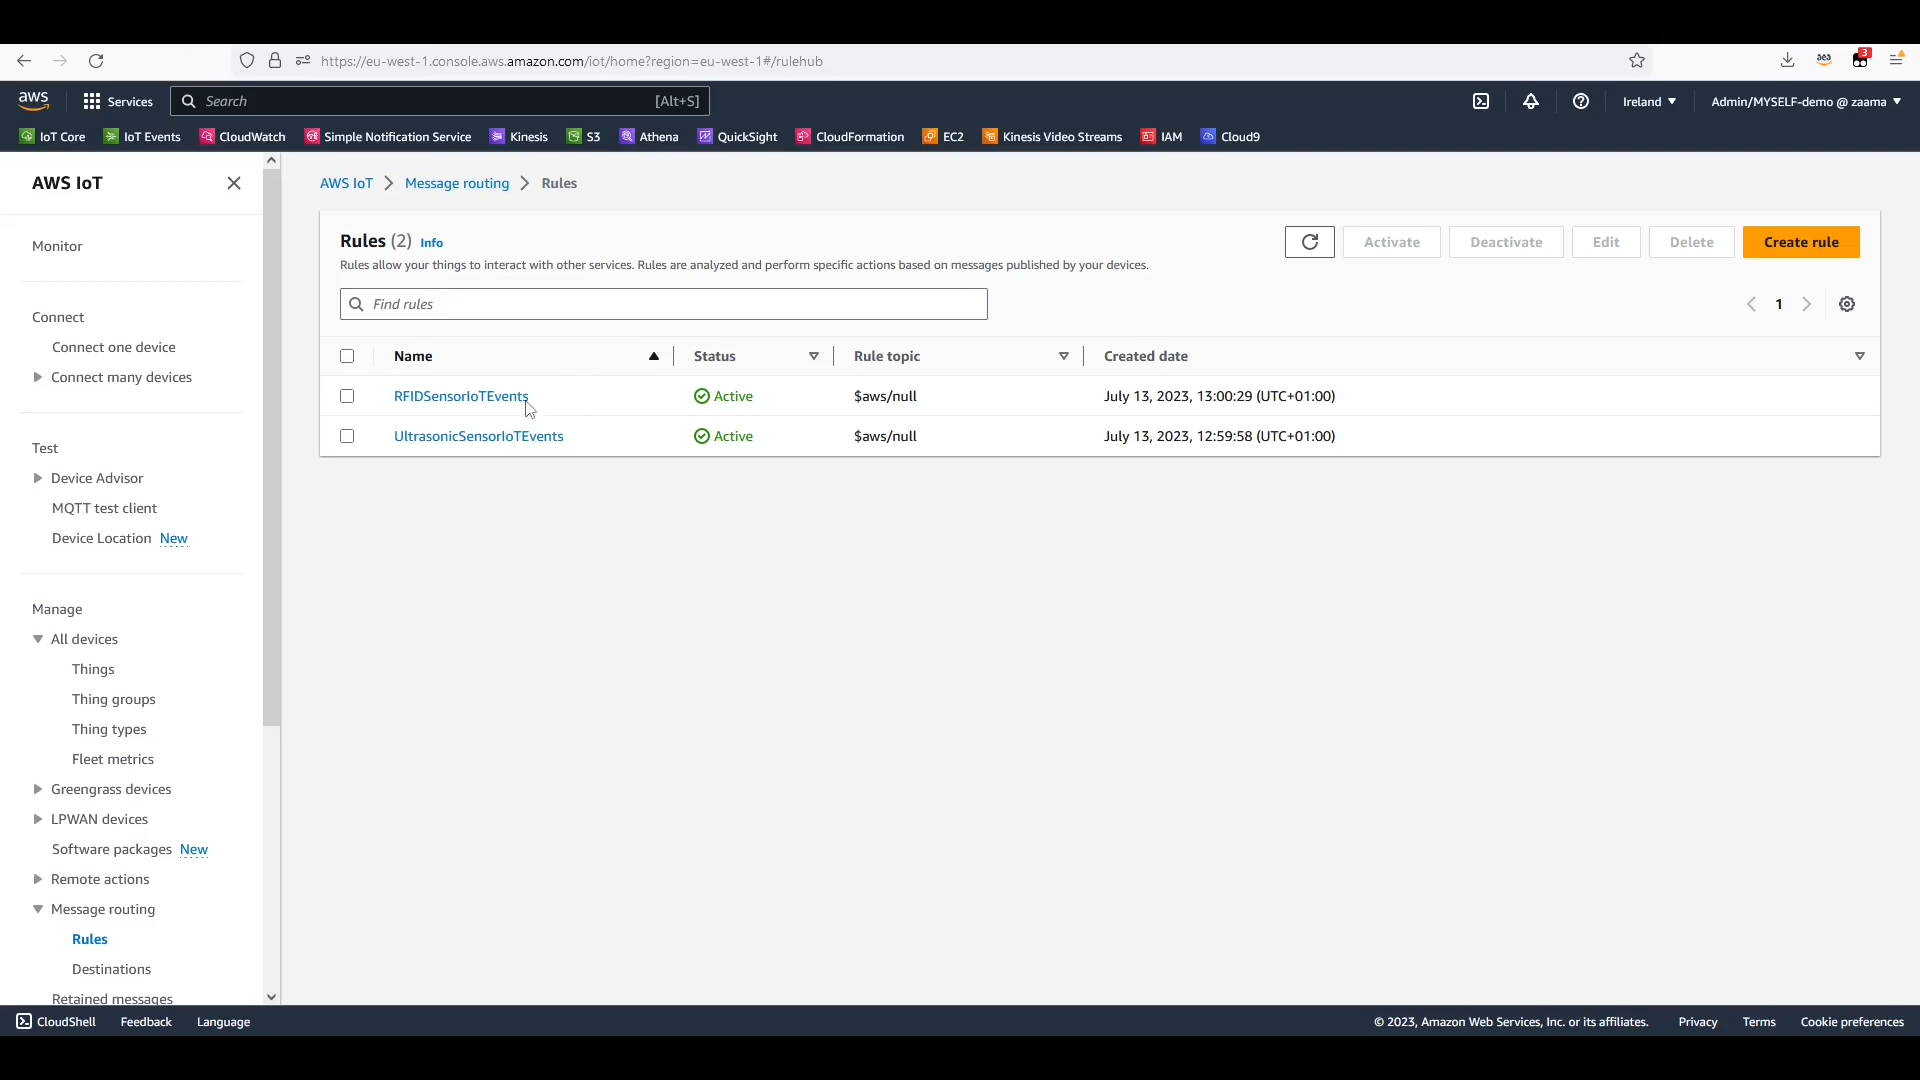 https://eu-west-1.console.aws.amazon.com/iot/home?region=eu-west-1#/rulehub
aea
3
aws Services Search [Alt+S] Ireland Admin/MYSELF-demo @ zaama
IoT Core IoT Events CloudWatch Simple Notification Service Kinesis S3 Athena QuickSight CloudFormation EC2 Kinesis Video Streams IAM Cloud9
AWS IoT
Monitor
Connect
Connect one device
Connect many devices
Test
Device Advisor
MQTT test client
Device Location New
Manage
All devices
Things
Thing groups
Thing types
Fleet metrics
Greengrass devices
LPWAN devices
Software packages New
Remote actions
Message routing
Rules
Destinations
Retained messages
AWS IoT Message routing Rules
Rules (2) Info
Rules allow your things to interact with other services. Rules are analyzed and perform specific actions based on messages published by your devices.
Activate Deactivate Edit Delete Create rule
Find rules
1
Name Status Rule topic Created date
RFIDSensorIoTEvents Active $aws/null July 13, 2023, 13:00:29 (UTC+01:00)
UltrasonicSensorIoTEvents Active $aws/null July 13, 2023, 12:59:58 (UTC+01:00)
CloudShell Feedback Language © 2023, Amazon Web Services, Inc. or its affiliates. Privacy Terms Cookie preferences